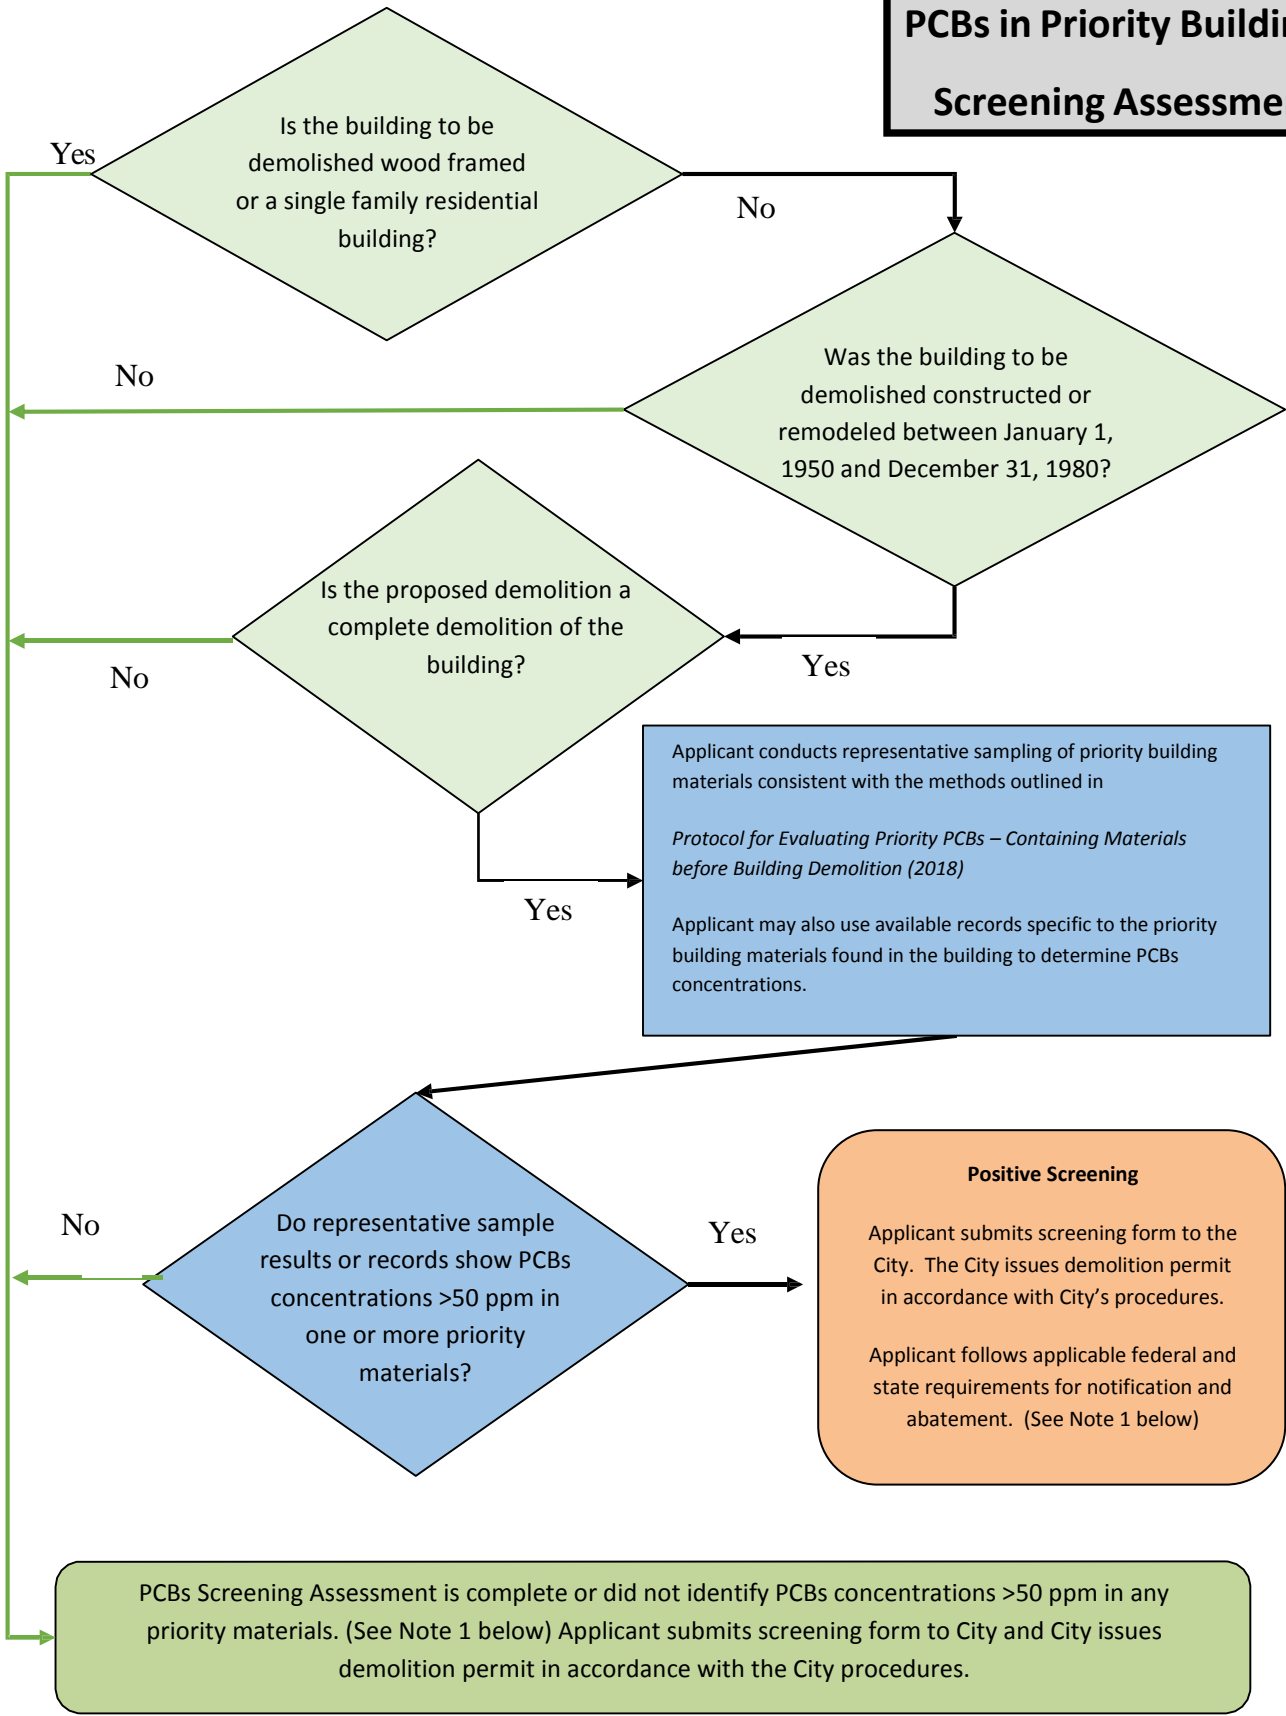 PCBs in Priority Buildin
Screening Assessme
Is the building to be
demolished wood framed
or a single family residential
building?
Yes
No
Was the building to be
demolished constructed or
remodeled between January 1,
1950 and December 31, 1980?
No
Yes
Is the proposed demolition a
complete demolition of the
building?
No
Yes
Applicant conducts representative sampling of priority building
materials consistent with the methods outlined in
Protocol for Evaluating Priority PCBs – Containing Materials
before Building Demolition (2018)
Applicant may also use available records specific to the priority
building materials found in the building to determine PCBs
concentrations.
Do representative sample
results or records show PCBs
concentrations >50 ppm in
one or more priority
materials?
No
Yes
Positive Screening
Applicant submits screening form to the
City. The City issues demolition permit
in accordance with City’s procedures.
Applicant follows applicable federal and
state requirements for notification and
abatement. (See Note 1 below)
PCBs Screening Assessment is complete or did not identify PCBs concentrations >50 ppm in any
priority materials. (See Note 1 below) Applicant submits screening form to City and City issues
demolition permit in accordance with the City procedures.